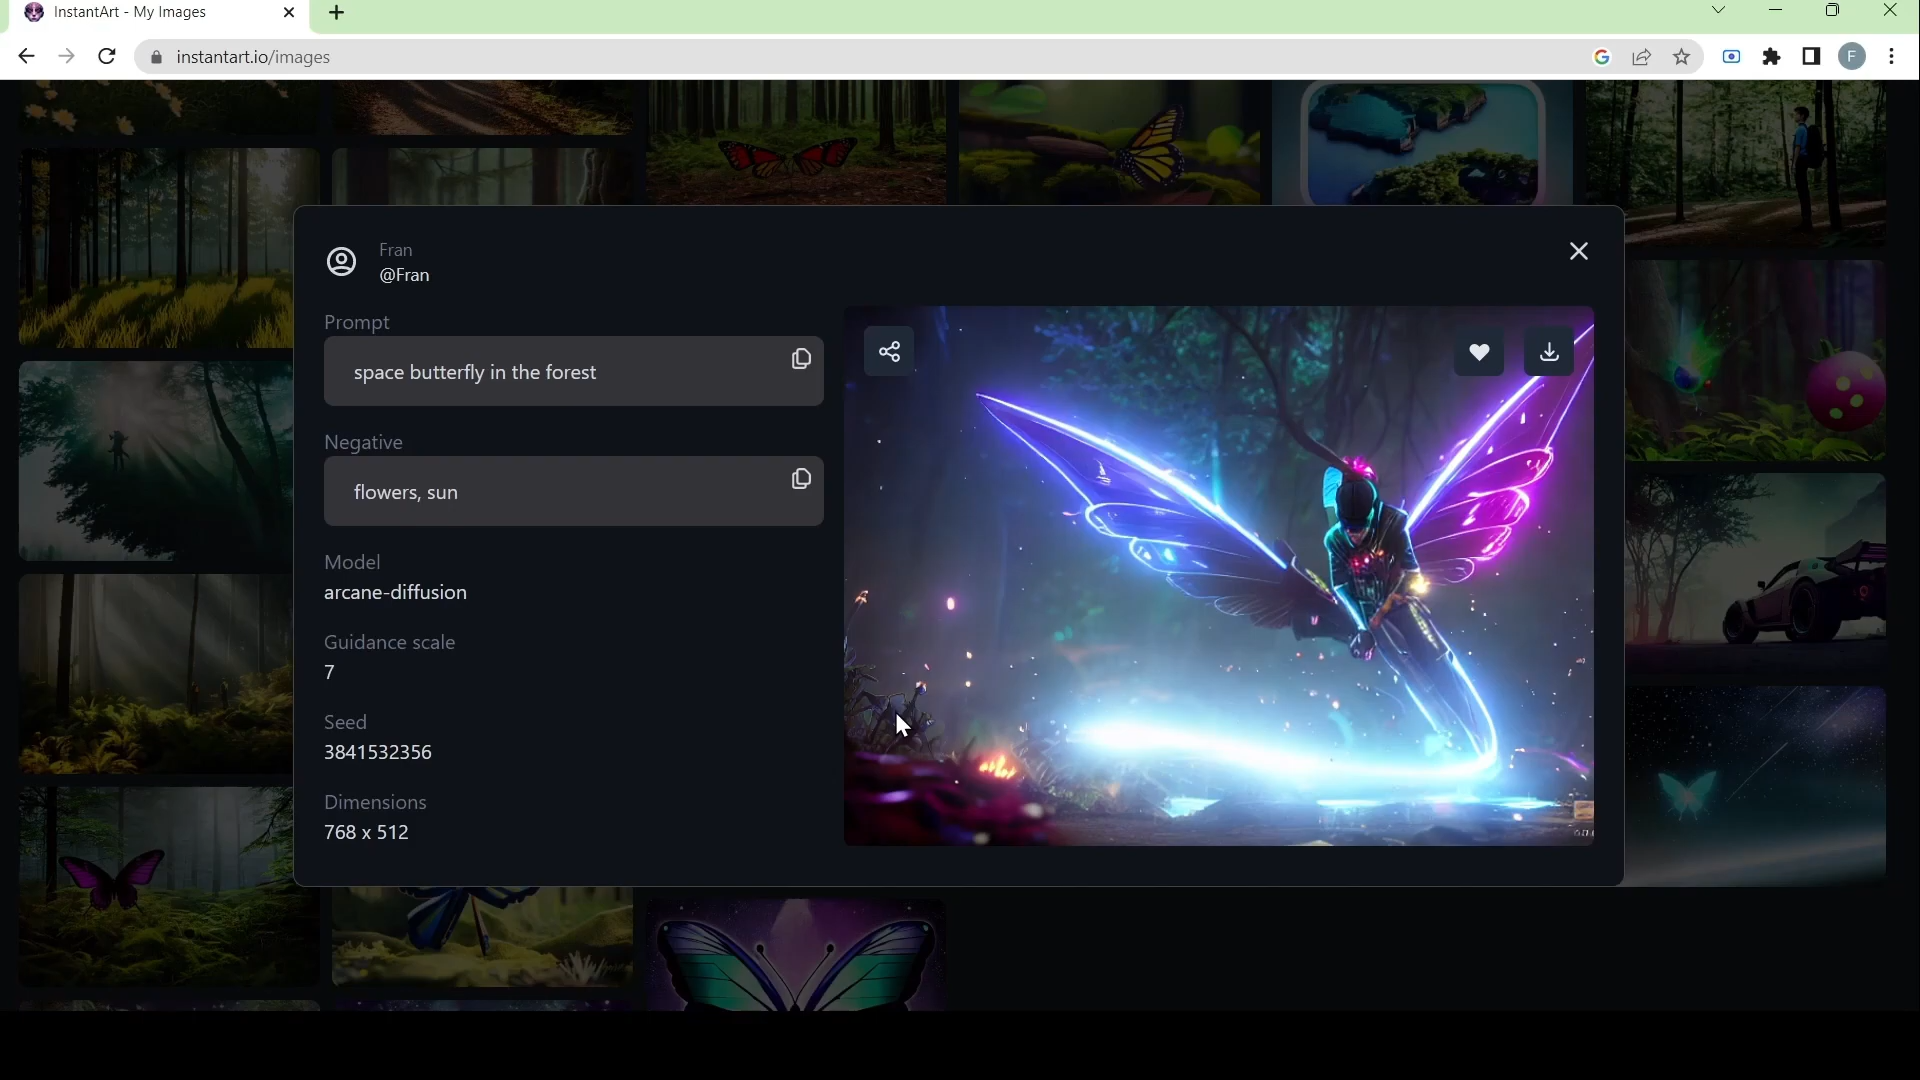 InstantArt - My Images
instantart.io/images
F
Fran
@Fran
Prompt
space butterfly in the forest
Negative
flowers, sun
Model
arcane-diffusion
Guidance scale
7
Seed
3841532356
Dimensions
768 x 512